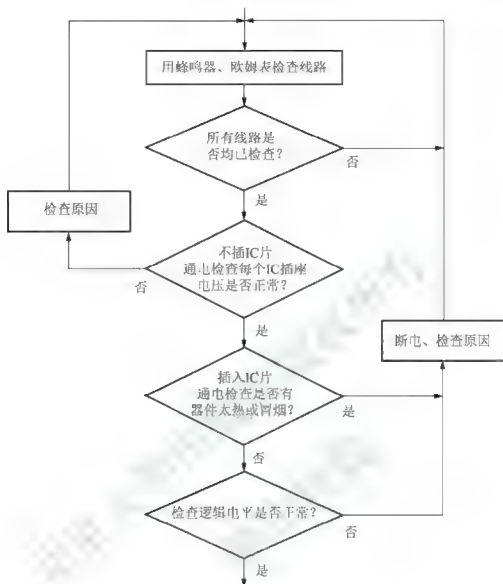 用蜂鸣器、欧姆表检查线路
所有线路是
否均已检查?
否
是
检查原因
不插IC片
通电检查每个IC插座
电压是否正常?
否
是
断电、检查原因
插入IC片
通电检查是否有
器件太热或冒烟?
是
否
检查逻辑电平是否正常?
否
是